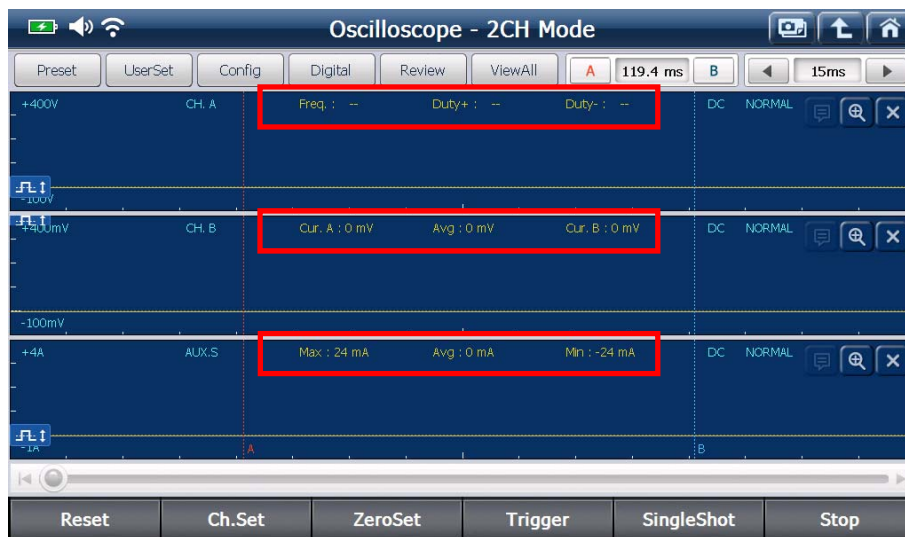 Oscilloscope - 2CH Mode
Preset UserSet Config Digital Review ViewAll A 119.4 ms B 15ms
+400V CH. A Freq. : -- Duty+ : -- Duty- : -- DC NORMAL
-100V
+400mV CH. B Cur. A : 0 mV Avg : 0 mV Cur. B : 0 mV DC NORMAL
-100mV
+4A AUX.S Max : 24 mA Avg : 0 mA Min : -24 mA DC NORMAL
-1A A B
Reset Ch.Set ZeroSet Trigger SingleShot Stop